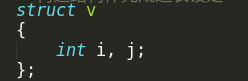 struct v
{
    int i, j;
};